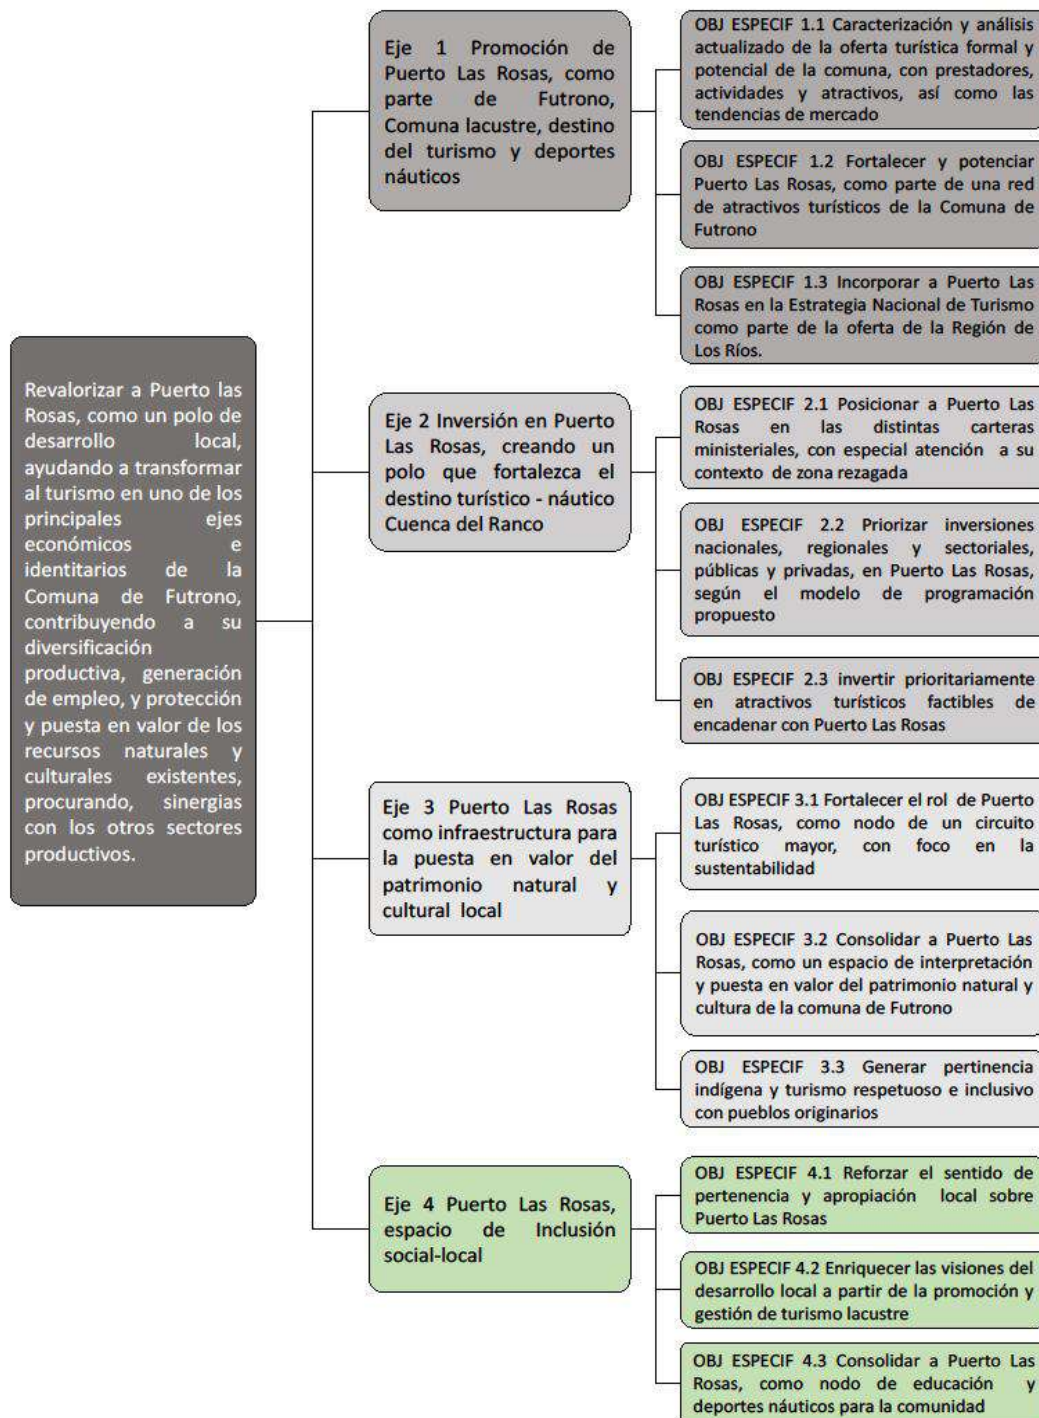 Revalorizar a Puerto las
Rosas, como un polo de
desarrollo local,
ayudando a transformar
al turismo en uno de los
principales ejes
económicos e
identitarios de la
Comuna de Futrono,
contribuyendo a su
diversificación
productiva, generación
de empleo, y protección
y puesta en valor de los
recursos naturales y
culturales existentes,
procurando, sinergias
con los otros sectores
productivos.
Eje 1 Promoción de
Puerto Las Rosas, como
parte de Futrono,
Comuna lacustre, destino
del turismo y deportes
náuticos
OBJ ESPECIF 1.1 Caracterización y análisis
actualizado de la oferta turística formal y
potencial de la comuna, con prestadores,
actividades y atractivos, así como las
tendencias de mercado
OBJ ESPECIF 1.2 Fortalecer y potenciar
Puerto Las Rosas, como parte de una red
de atractivos turísticos de la Comuna de
Futrono
OBJ ESPECIF 1.3 Incorporar a Puerto Las
Rosas en la Estrategia Nacional de Turismo
como parte de la oferta de la Región de
Los Ríos.
Eje 2 Inversión en Puerto
Las Rosas, creando un
polo que fortalezca el
destino turístico - náutico
Cuenca del Ranco
OBJ ESPECIF 2.1 Posicionar a Puerto Las
Rosas en las distintas carteras
ministeriales, con especial atención a su
contexto de zona rezagada
OBJ ESPECIF 2.2 Priorizar inversiones
nacionales, regionales y sectoriales,
públicas y privadas, en Puerto Las Rosas,
según el modelo de programación
propuesto
OBJ ESPECIF 2.3 invertir prioritariamente
en atractivos turísticos factibles de
encadenar con Puerto Las Rosas
Eje 3 Puerto Las Rosas
como infraestructura para
la puesta en valor del
patrimonio natural y
cultural local
OBJ ESPECIF 3.1 Fortalecer el rol de Puerto
Las Rosas, como nodo de un circuito
turístico mayor, con foco en la
sustentabilidad
OBJ ESPECIF 3.2 Consolidar a Puerto Las
Rosas, como un espacio de interpretación
y puesta en valor del patrimonio natural y
cultura de la comuna de Futrono
OBJ ESPECIF 3.3 Generar pertinencia
indígena y turismo respetuoso e inclusivo
con pueblos originarios
Eje 4 Puerto Las Rosas,
espacio de Inclusión
social-local
OBJ ESPECIF 4.1 Reforzar el sentido de
pertenencia y apropiación local sobre
Puerto Las Rosas
OBJ ESPECIF 4.2 Enriquecer las visiones del
desarrollo local a partir de la promoción y
gestión de turismo lacustre
OBJ ESPECIF 4.3 Consolidar a Puerto Las
Rosas, como nodo de educación y
deportes náuticos para la comunidad